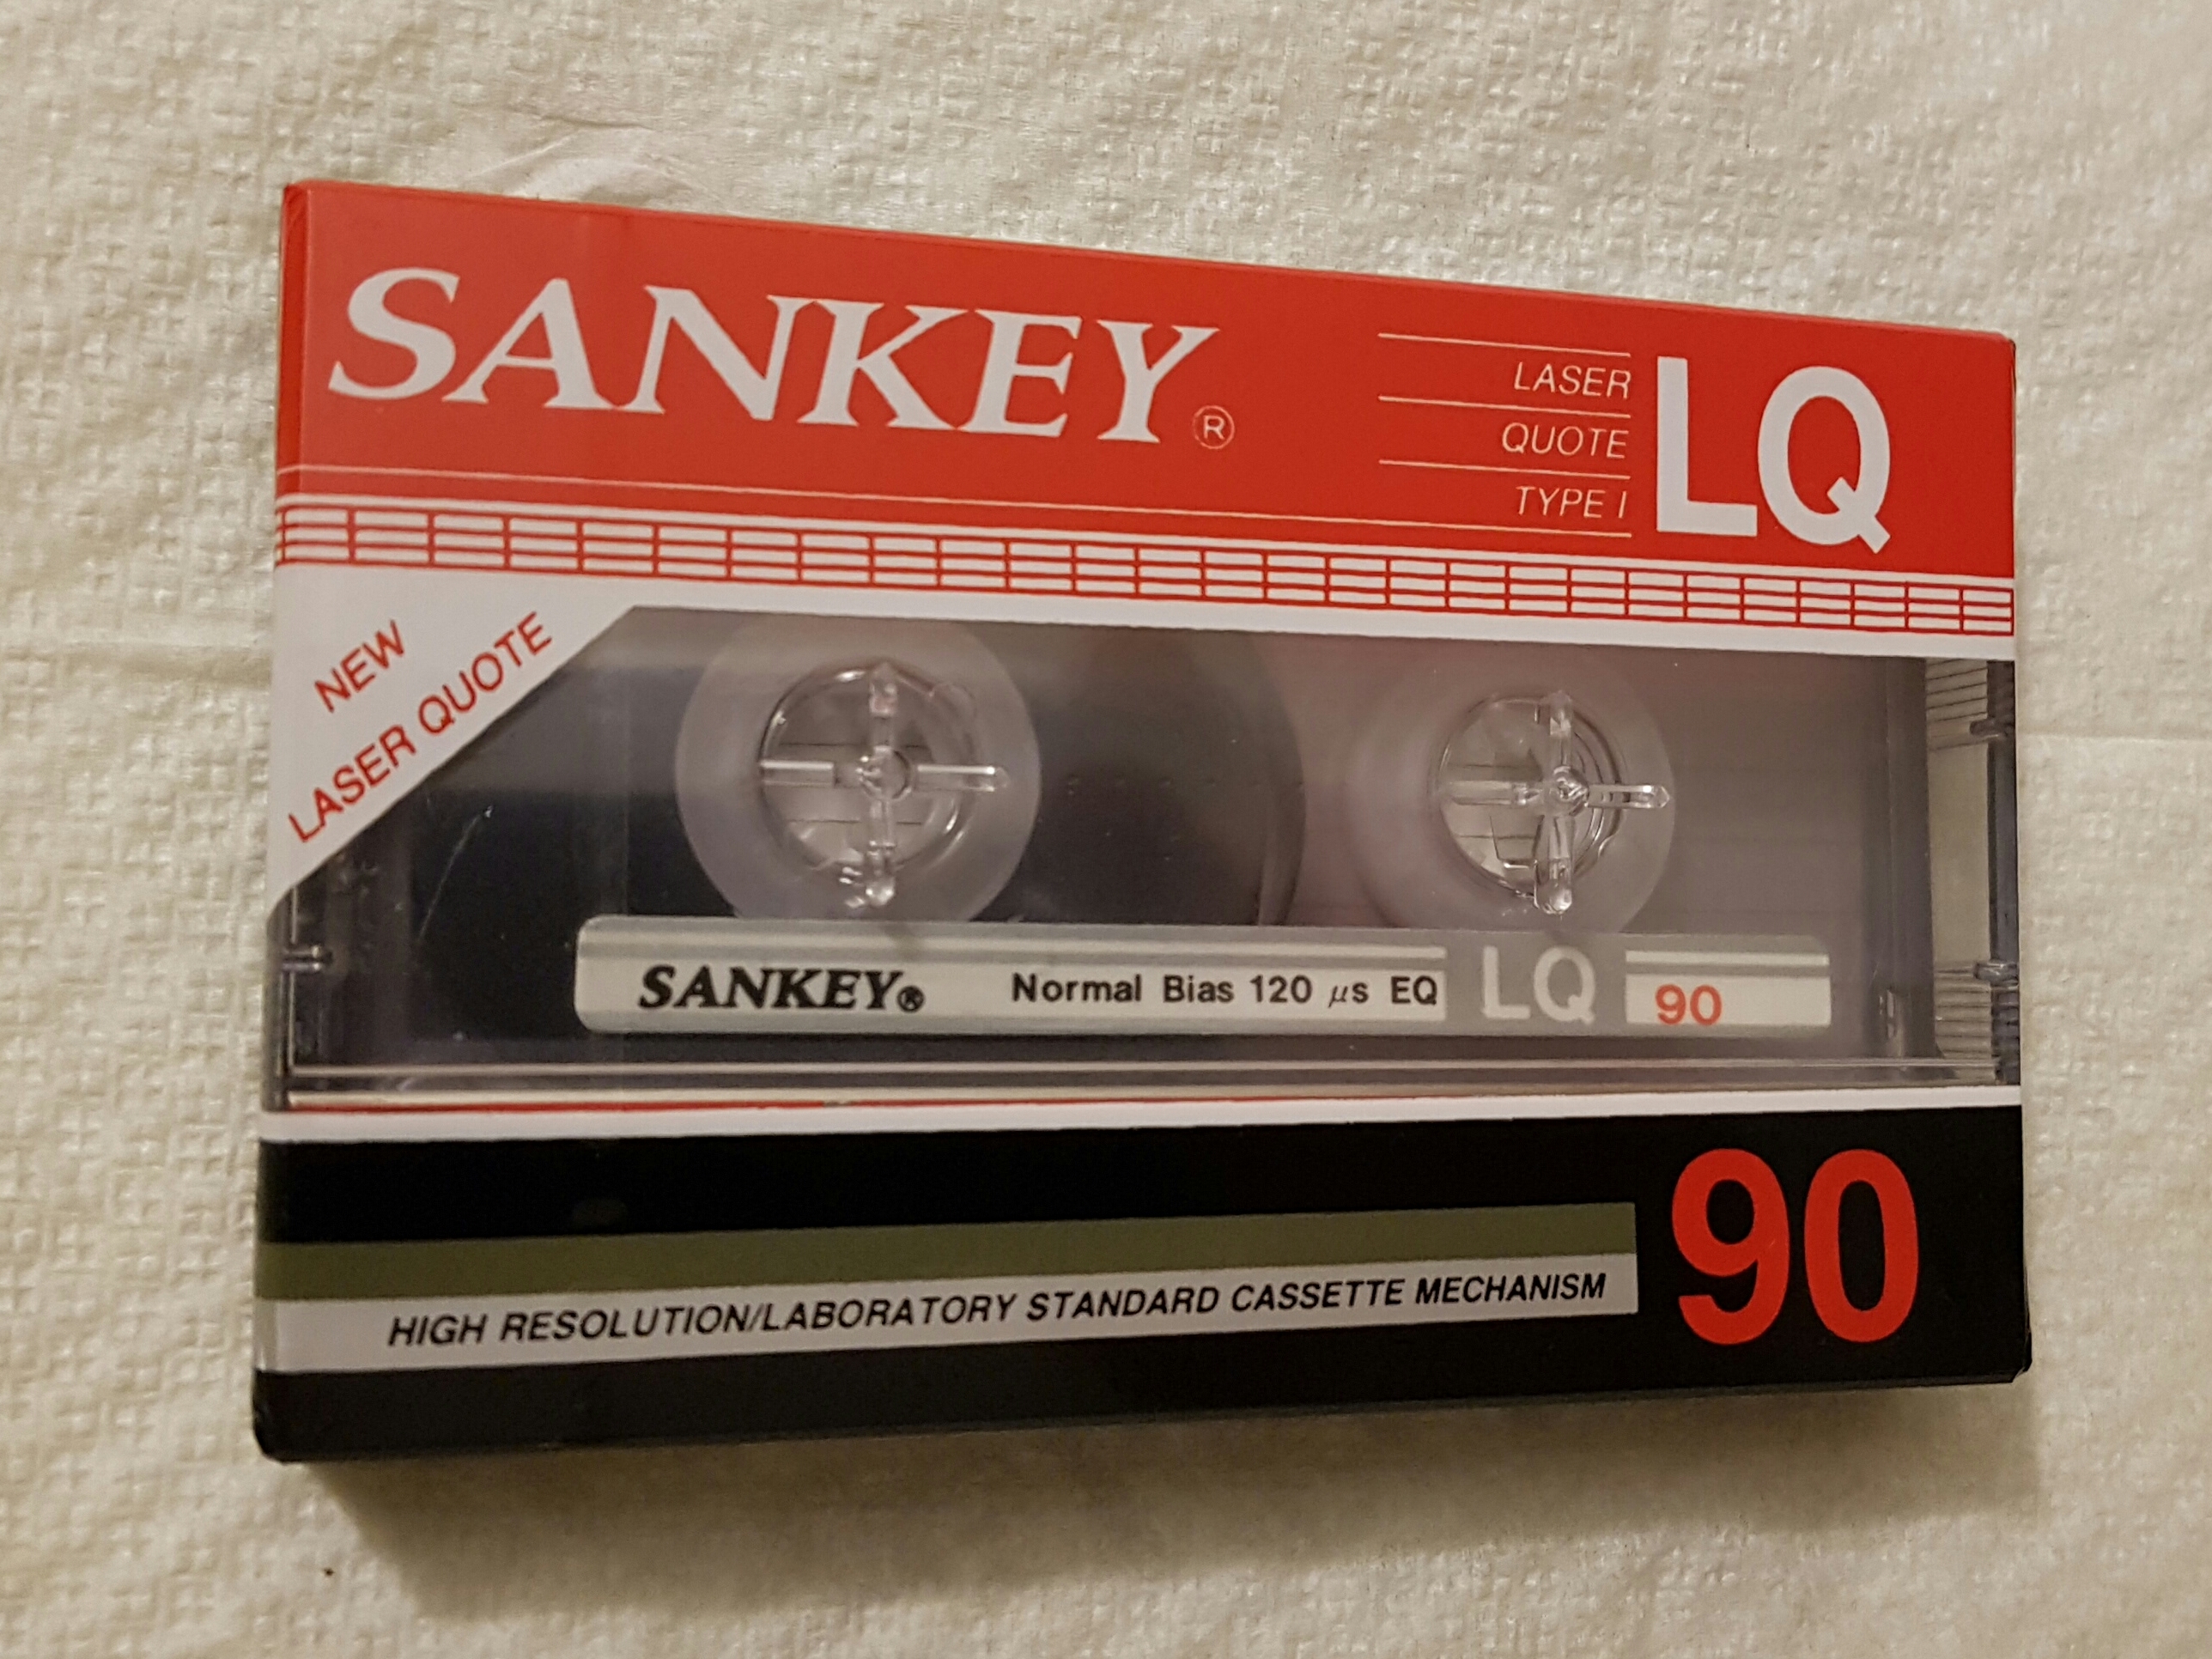 SANKEY®
LASER
QUOTE
TYPE I
LQ
NEW
LASER QUOTE
SANKEY® Normal Bias 120 μs EQ LQ 90
HIGH RESOLUTION/LABORATORY STANDARD CASSETTE MECHANISM
90